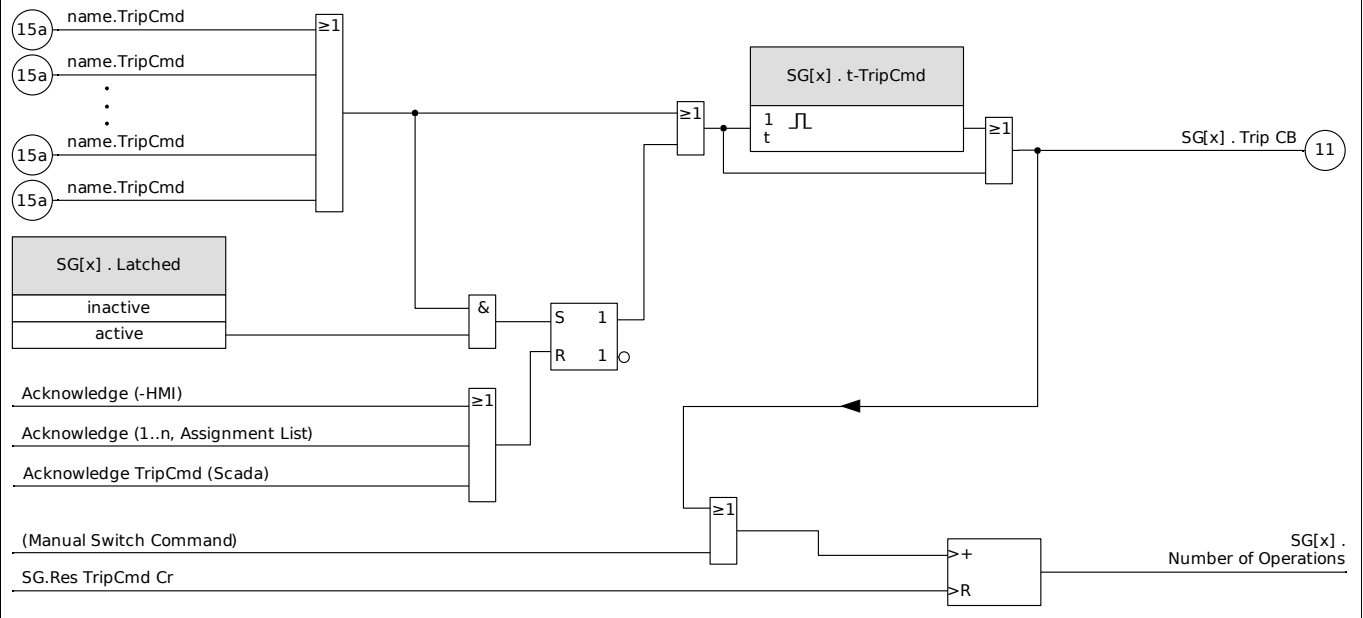 15a name.TripCmd
≥1
15a name.TripCmd
15a name.TripCmd
15a name.TripCmd
SG[x] . t-TripCmd
≥1
1
t
≥1
SG[x] . Trip CB
11
SG[x] . Latched
inactive
active
&
S 1
R 1
Acknowledge (-HMI)
≥1
Acknowledge (1..n, Assignment List)
Acknowledge TripCmd (Scada)
≥1
(Manual Switch Command)
SG.Res TripCmd Cr
>+
>R
SG[x] .
Number of Operations